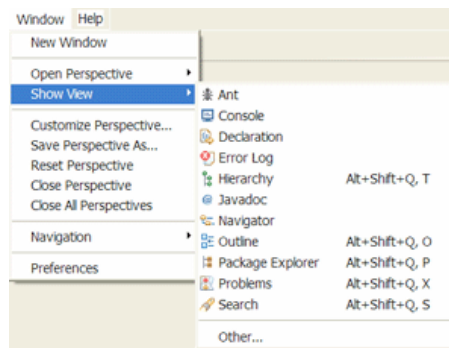 Window Help
New Window
Open Perspective
Show View
Customize Perspective...
Save Perspective As...
Reset Perspective
Close Perspective
Close All Perspectives
Navigation
Preferences
Ant
Console
Declaration
Error Log
Hierarchy Alt+Shift+Q, T
Javadoc
Navigator
Outline Alt+Shift+Q, O
Package Explorer Alt+Shift+Q, P
Problems Alt+Shift+Q, X
Search Alt+Shift+Q, S
Other...